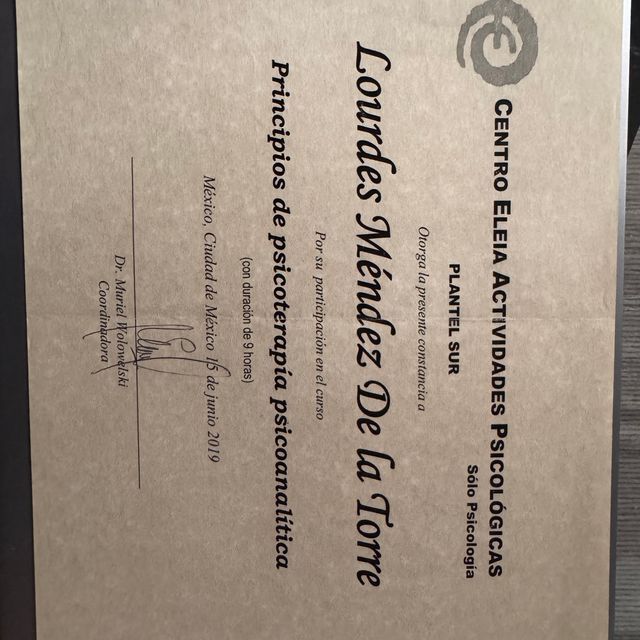 CENTRO ELEIA ACTIVIDADES PSICOLÓGICAS
Sólo Psicología
PLANTEL SUR
Otorga la presente constancia a
Lourdes Méndez De la Torre
Por su participación en el curso
Principios de psicoterapía psicoanalítica
(con duración de 9 horas)
México, Ciudad de México 15 de junio 2019
Dr. Muriel Wolowelski
Coordinadora